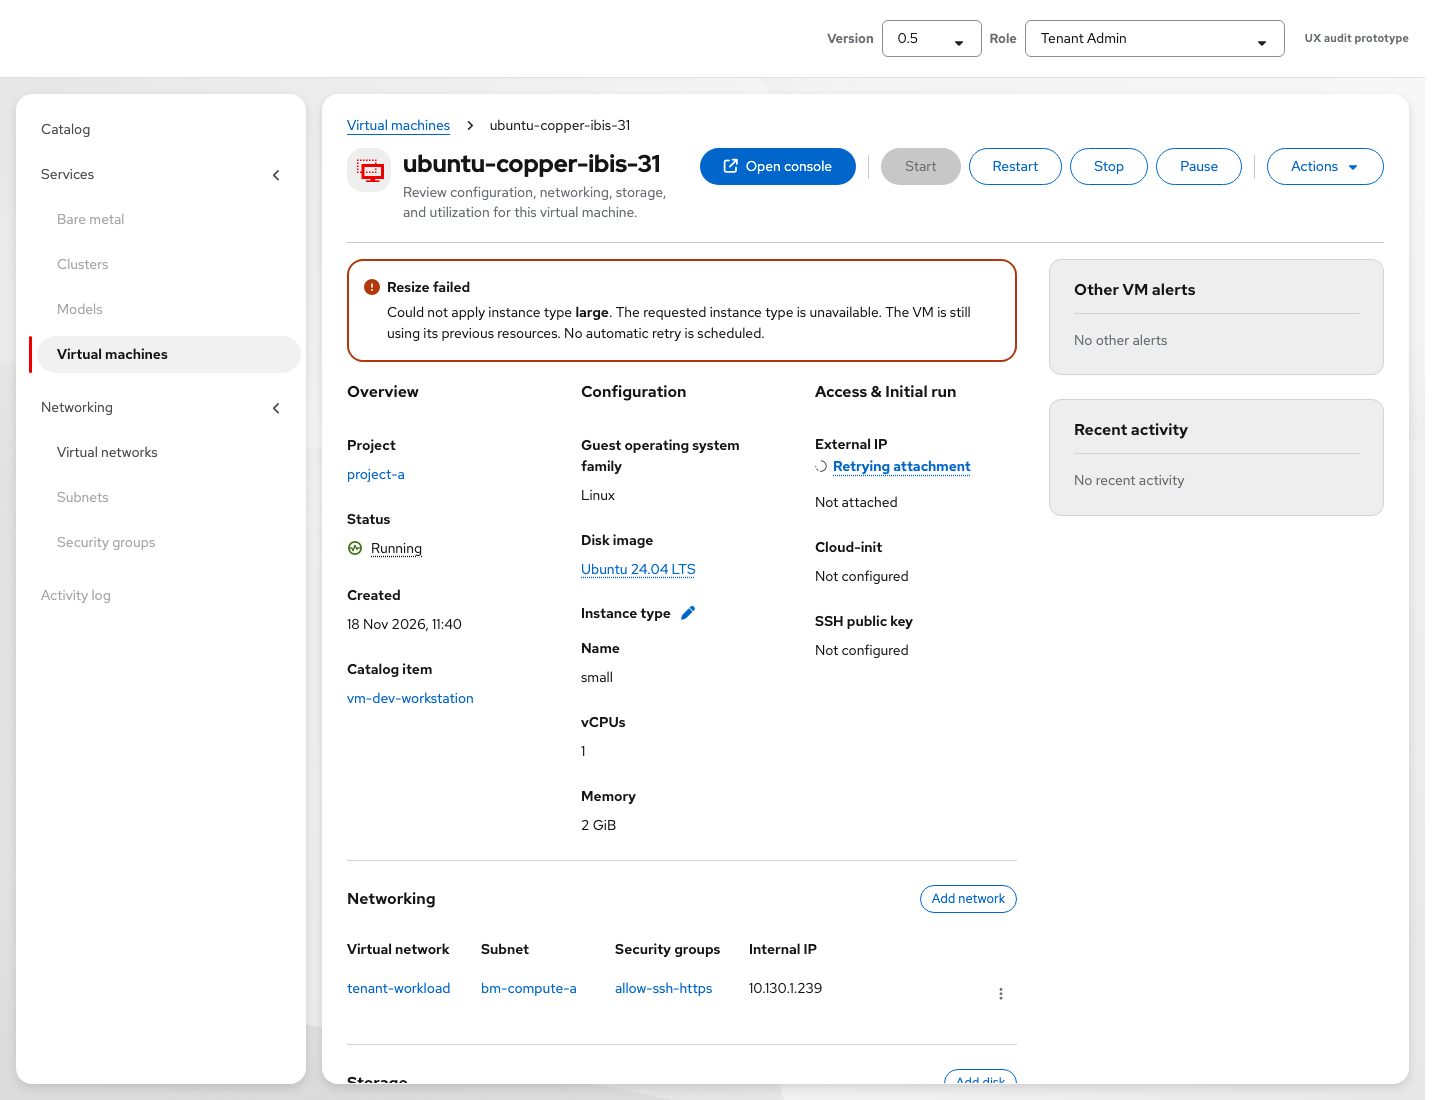 Version
0.5
Role
Tenant Admin
UX audit prototype
Catalog
Services
Bare metal
Clusters
Models
Virtual machines
Networking
Virtual networks
Subnets
Security groups
Activity log
Virtual machines
ubuntu-copper-ibis-31
ubuntu-copper-ibis-31
Review configuration, networking, storage,
and utilization for this virtual machine.
Open console
Start
Restart
Stop
Pause
Actions
Resize failed
Could not apply instance type large. The requested instance type is unavailable. The VM is still
using its previous resources. No automatic retry is scheduled.
Other VM alerts
No other alerts
Recent activity
No recent activity
Overview
Project
project-a
Status
Running
Created
18 Nov 2026, 11:40
Catalog item
vm-dev-workstation
Configuration
Guest operating system
family
Linux
Disk image
Ubuntu 24.04 LTS
Instance type
Name
small
vCPUs
1
Memory
2 GiB
Access & Initial run
External IP
Retrying attachment
Not attached
Cloud-init
Not configured
SSH public key
Not configured
Networking
Add network
Virtual network Subnet Security groups Internal IP
tenant-workload bm-compute-a allow-ssh-https 10.130.1.239
Storage
Add disk